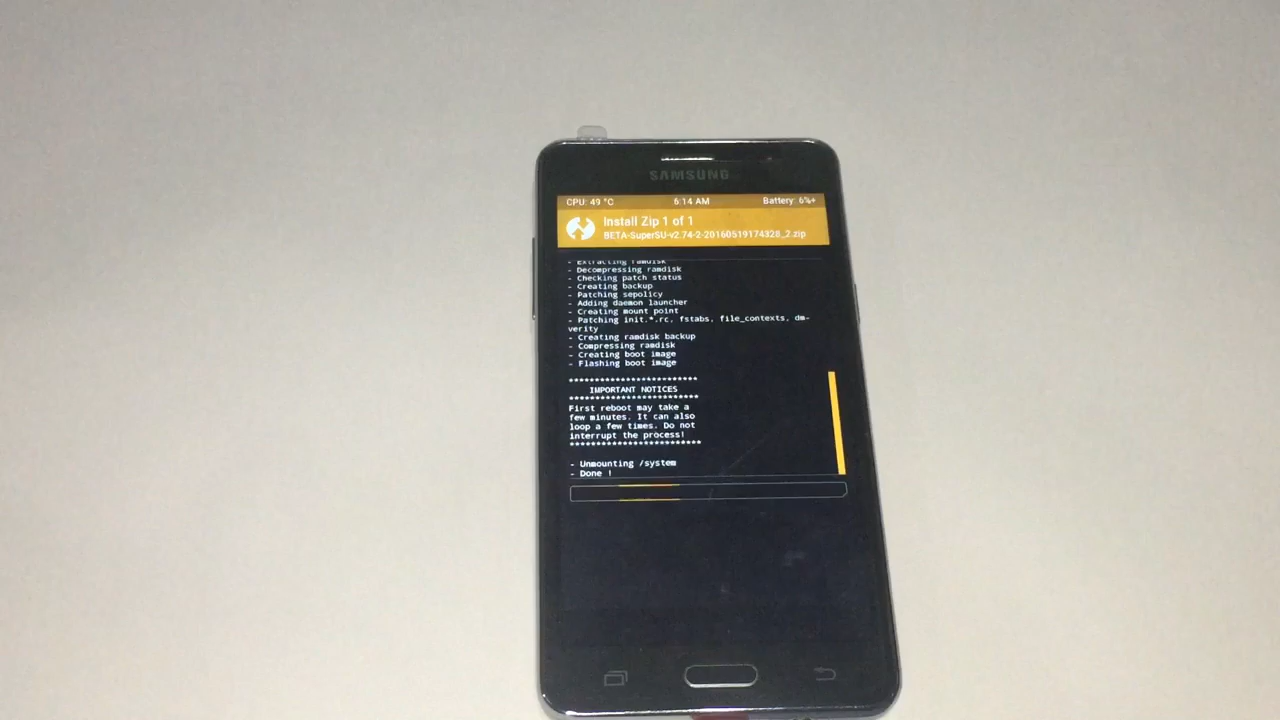 SAMSUNG
CPU: 49 °C 6:14 AM Battery: 6%+
Install Zip 1 of 1
BETA-SuperSU-v2.74-2-20160519174328_2.zip
- Extracting ramdisk
- Decompressing ramdisk
- Checking patch status
- Creating backup
- Patching sepolicy
- Adding daemon launcher
- Creating mount point
- Patching init.*.rc, fstabs, file_contexts, dm-
verity
- Creating ramdisk backup
- Compressing ramdisk
- Creating boot image
- Flashing boot image
*************************
IMPORTANT NOTICES
*************************
First reboot may take a
few minutes. It can also
loop a few times. Do not
interrupt the process!
*************************
- Unmounting /system
- Done !